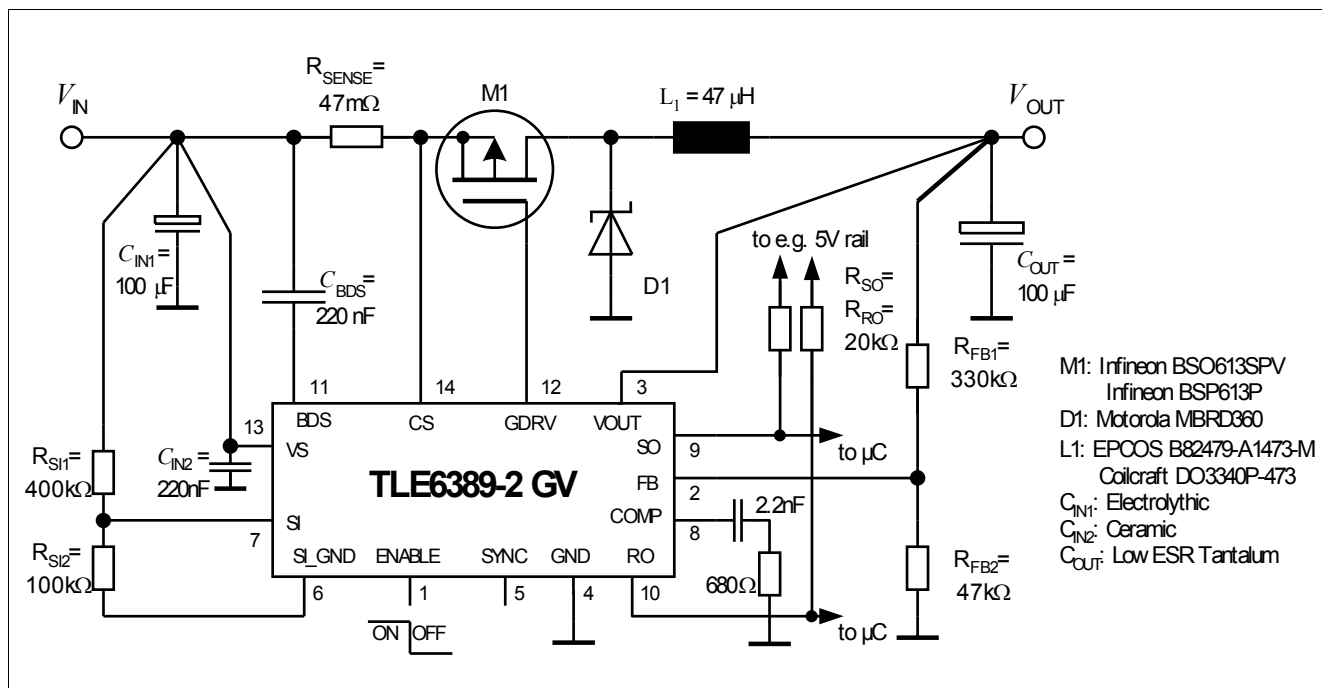 R_SENSE=
47mΩ
M1
L₁ = 47 µH
V_IN
V_OUT
C_IN1=
100 µF
C_BDS=
220 nF
D1
to e.g. 5V rail
R_SO=
R_RO=
20kΩ
C_OUT=
100 µF
R_FB1=
330kΩ
M1: Infineon BSO613SPV
Infineon BSP613P
D1: Motorola MBRD360
L1: EPCOS B82479-A1473-M
Coilcraft DO3340P-473
C_IN1: Electrolythic
C_IN2: Ceramic
C_OUT: Low ESR Tantalum
11
14
12
3
BDS
CS
GDRV
VOUT
13
VS
SO
9
to µC
R_SI1=
400kΩ
C_IN2=
220nF
TLE6389-2 GV
FB
2
2.2nF
COMP
8
SI
7
R_SI2=
100kΩ
SI_GND
ENABLE
SYNC
GND
RO
6
1
5
4
10
680Ω
R_FB2=
47kΩ
ON OFF
to µC